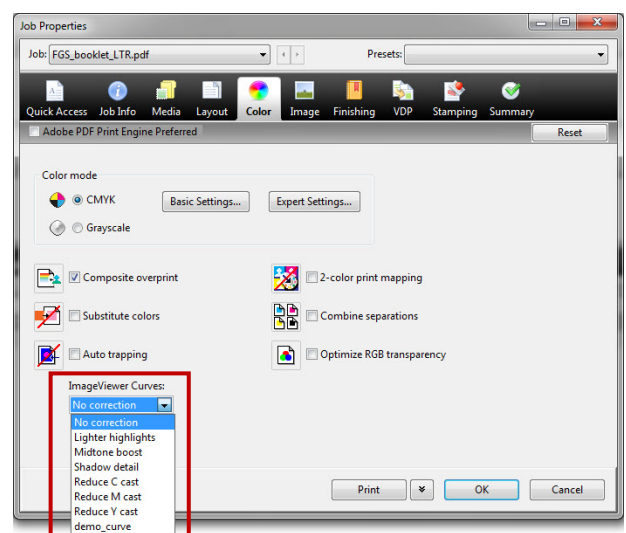 Job Properties
Job: FGS_booklet_LTR.pdf Presets:
Quick Access Job Info Media Layout Color Image Finishing VDP Stamping Summary
Adobe PDF Print Engine Preferred Reset
Color mode
CMYK Basic Settings... Expert Settings...
Grayscale
Composite overprint 2-color print mapping
Substitute colors Combine separations
Auto trapping Optimize RGB transparency
ImageViewer Curves:
No correction
No correction
Lighter highlights
Midtone boost
Shadow detail
Reduce C cast
Print OK Cancel
Reduce M cast
Reduce Y cast
demo_curve